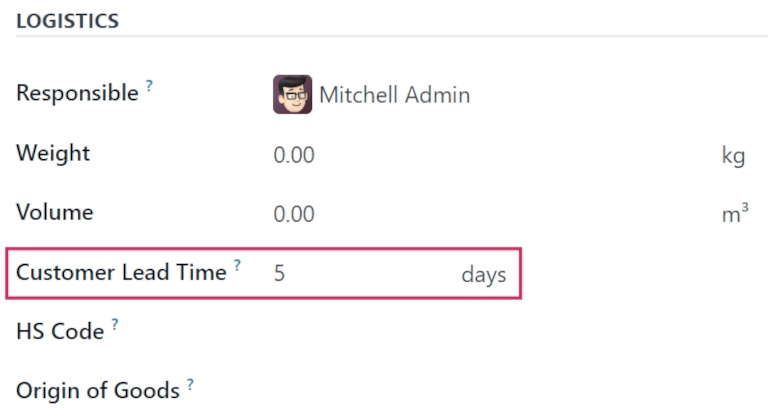 LOGISTICS
Responsible ? Mitchell Admin
Weight 0.00 kg
Volume 0.00 m³
Customer Lead Time ? 5 days
HS Code ?
Origin of Goods ?